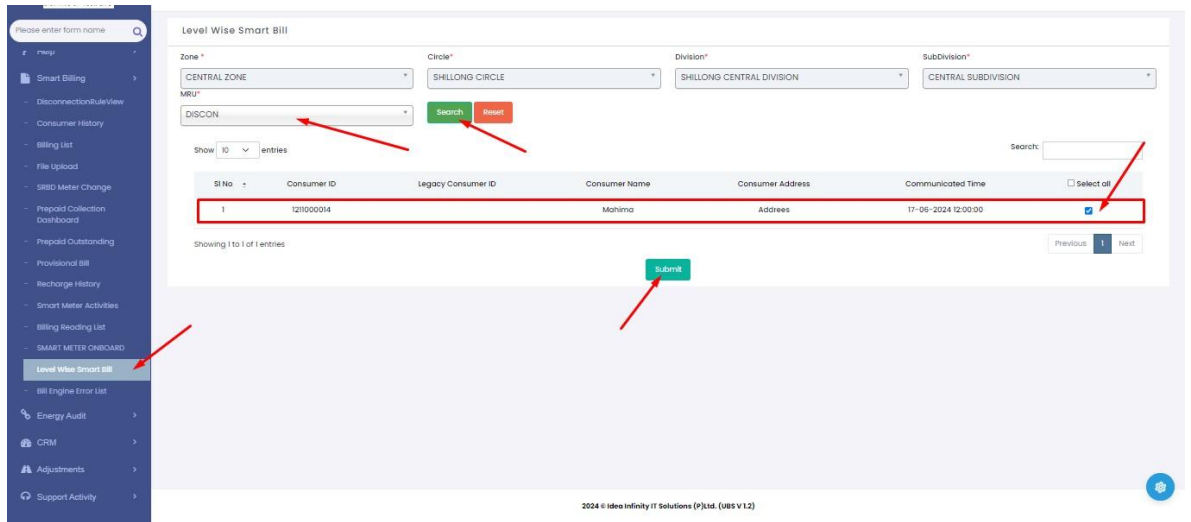 Please enter form name
Help
Smart Billing
DisconnectionRuleView
Consumer History
Billing List
File Upload
SRBD Meter Change
Prepaid Collection
Dashboard
Prepaid Outstanding
Provisional Bill
Recharge History
Smart Meter Activities
Billing Reading List
SMART METER ONBOARD
Level Wise Smart Bill
Bill Engine Error List
Energy Audit
CRM
Adjustments
Support Activity
Level Wise Smart Bill
Zone * Circle* Division* SubDivision*
CENTRAL ZONE SHILLONG CIRCLE SHILLONG CENTRAL DIVISION CENTRAL SUBDIVISION
MRU*
DISCON Search Reset
Show 10 entries Search:
Sl No Consumer ID Legacy Consumer ID Consumer Name Consumer Address Communicated Time Select all
1 1211000014 Mahima Addrees 17-06-2024 12:00:00
Showing 1 to 1 of 1 entries Previous 1 Next
Submit
2024 © Idea Infinity IT Solutions (P)Ltd. (UBS V 1.2)